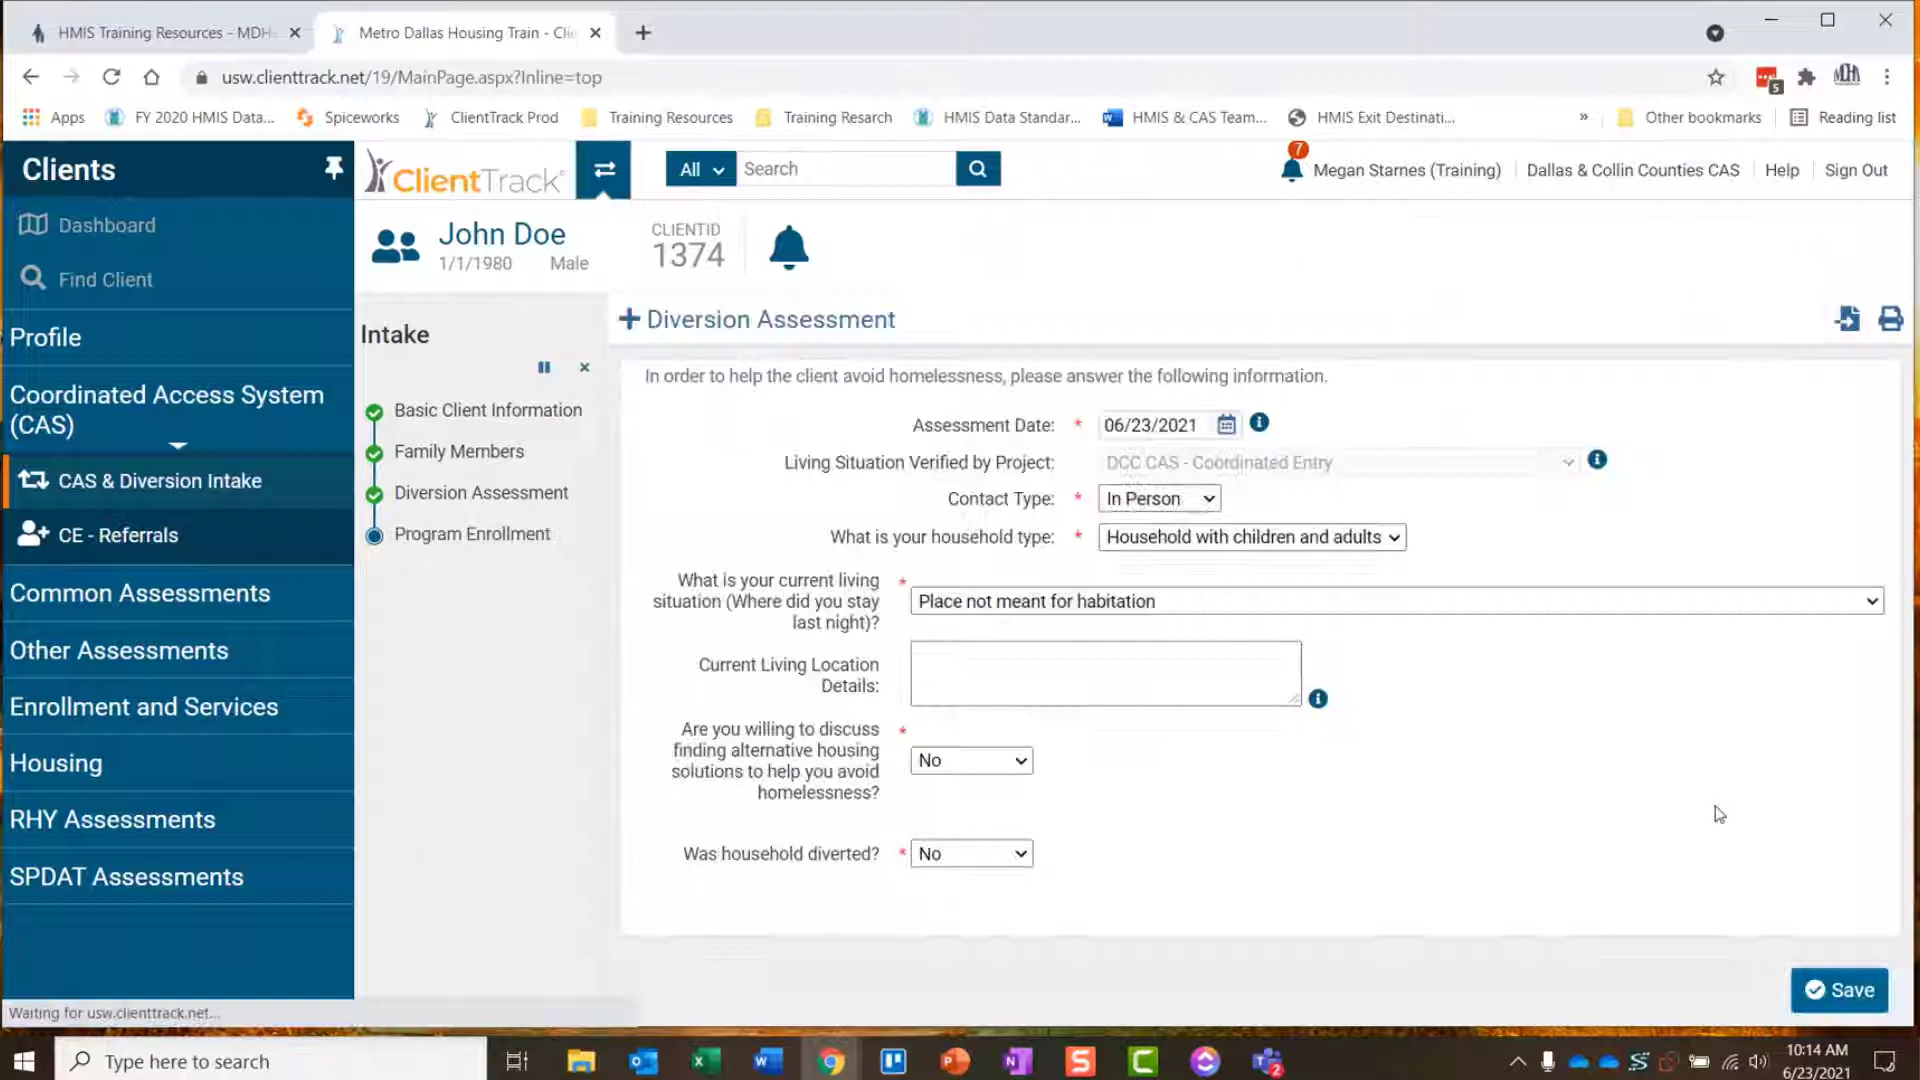 HMIS Training Resources - MDH
Metro Dallas Housing Train - Clie
usw.clienttrack.net/19/MainPage.aspx?Inline=top
5
Apps
FY 2020 HMIS Data...
Spiceworks
ClientTrack Prod
Training Resources
Training Resarch
HMIS Data Standar...
HMIS & CAS Team...
HMIS Exit Destinati...
»
Other bookmarks
Reading list
Clients
ClientTrack
All
Search
7
Megan Starnes (Training)
Dallas & Collin Counties CAS
Help
Sign Out
Dashboard
Find Client
Profile
Coordinated Access System
(CAS)
CAS & Diversion Intake
CE - Referrals
Common Assessments
Other Assessments
Enrollment and Services
Housing
RHY Assessments
SPDAT Assessments
John Doe
1/1/1980 Male
CLIENTID
1374
Intake
Basic Client Information
Family Members
Diversion Assessment
Program Enrollment
Diversion Assessment
In order to help the client avoid homelessness, please answer the following information.
Assessment Date: * 06/23/2021
Living Situation Verified by Project: DCC CAS - Coordinated Entry
Contact Type: * In Person
What is your household type: * Household with children and adults
What is your current living
situation (Where did you stay
last night)?
* Place not meant for habitation
Current Living Location
Details:
Are you willing to discuss
finding alternative housing
solutions to help you avoid
homelessness?
* No
Was household diverted? * No
Save
Waiting for usw.clienttrack.net...
Type here to search
2
10:14 AM
6/23/2021